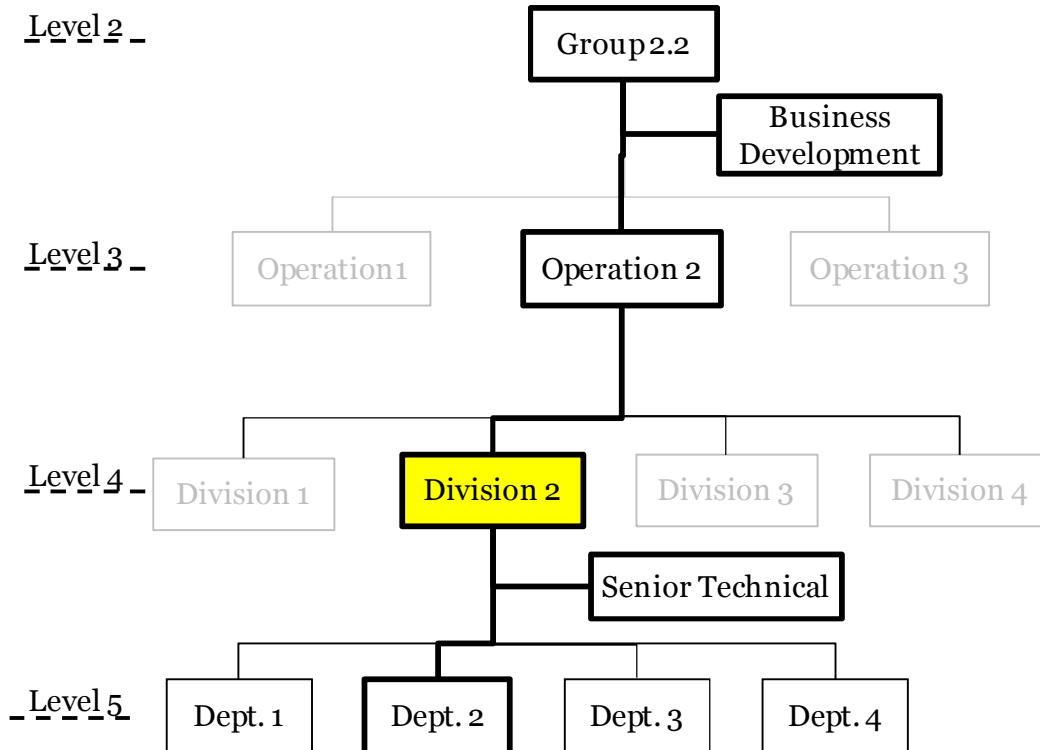 Level 2
Group 2.2
Business
Development
Level 3
Operation 1
Operation 2
Operation 3
Level 4
Division 1
Division 2
Division 3
Division 4
Senior Technical
Level 5
Dept. 1
Dept. 2
Dept. 3
Dept. 4